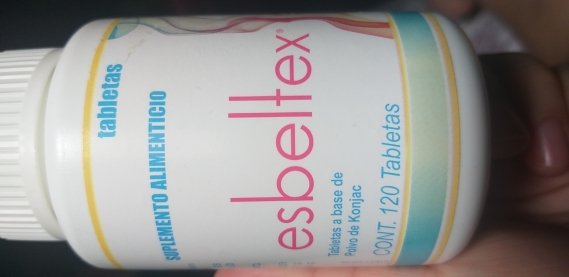 tabletas
SUPLEMENTO ALIMENTICIO
esbeltex®
Tabletas a base de
Polvo de Konjac
CONT. 120 Tabletas